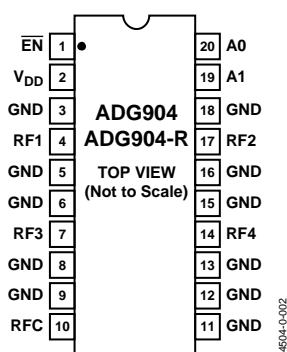 E̅N̅ 1 20 A0
VDD 2 19 A1
GND 3 18 GND
RF1 4 17 RF2
GND 5 16 GND
GND 6 15 GND
RF3 7 14 RF4
GND 8 13 GND
GND 9 12 GND
RFC 10 11 GND
ADG904
ADG904-R
TOP VIEW
(Not to Scale)
4504-0-002